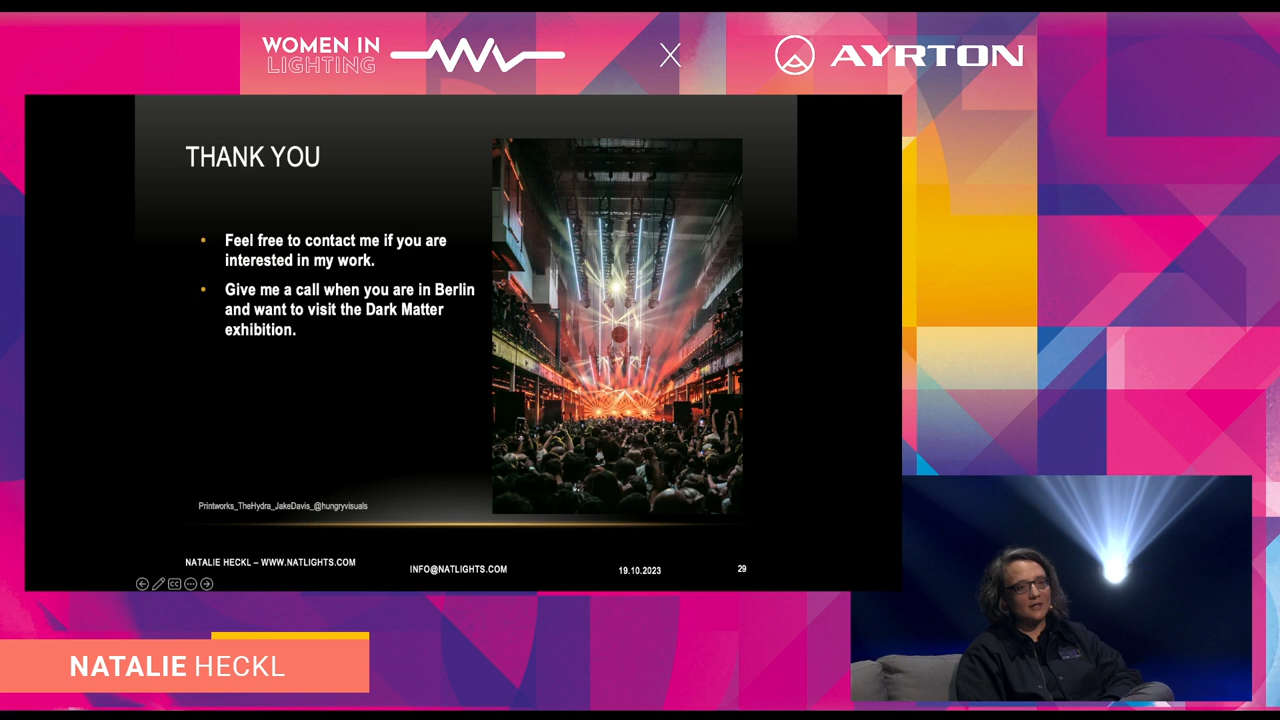 WOMEN IN
LIGHTING
X
AYRTON
THANK YOU
• Feel free to contact me if you are
interested in my work.
• Give me a call when you are in Berlin
and want to visit the Dark Matter
exhibition.
Printworks_TheHydra_JakeDavis_@hungryvisuals
NATALIE HECKL – WWW.NATLIGHTS.COM
INFO@NATLIGHTS.COM
19.10.2023
29
CC
NATALIE HECKL